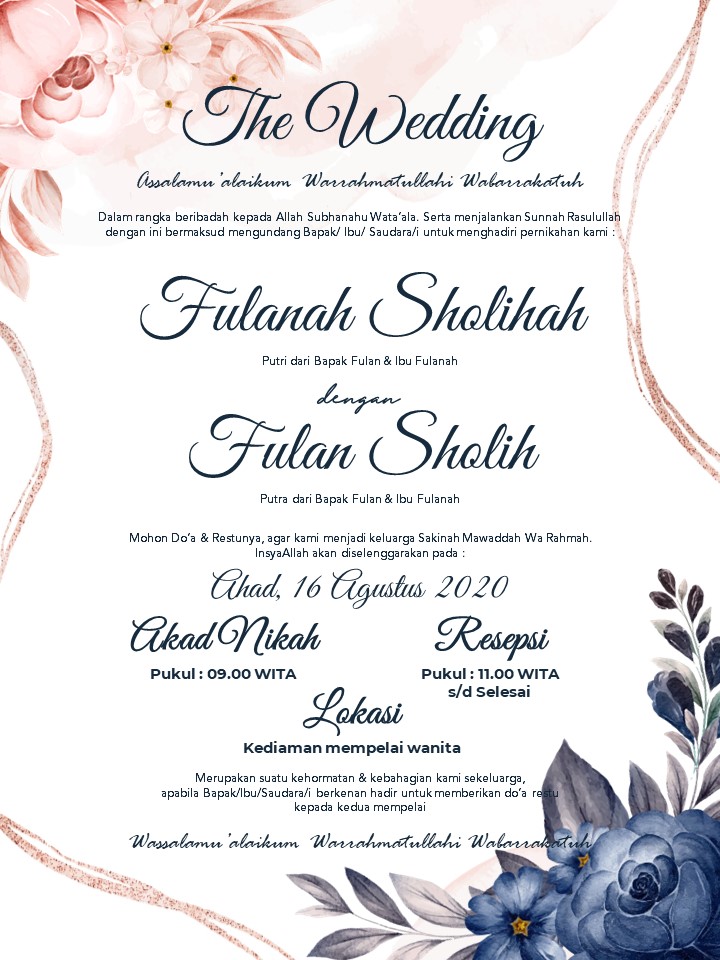 The Wedding
Assalamu'alaikum Warrahmatullahi Wabarrakatuh
Dalam rangka beribadah kepada Allah Subhanahu Wata'ala. Serta menjalankan Sunnah Rasulullah
dengan ini bermaksud mengundang Bapak/ Ibu/ Saudara/i untuk menghadiri pernikahan kami :
Fulanah Sholihah
Putri dari Bapak Fulan & Ibu Fulanah
dengan
Fulan Sholih
Putra dari Bapak Fulan & Ibu Fulanah
Mohon Do'a & Restunya, agar kami menjadi keluarga Sakinah Mawaddah Wa Rahmah.
InsyaAllah akan diselenggarakan pada :
Ahad, 16 Agustus 2020
Akad Nikah
Pukul : 09.00 WITA
Resepsi
Pukul : 11.00 WITA
s/d Selesai
Lokasi
Kediaman mempelai wanita
Merupakan suatu kehormatan & kebahagian kami sekeluarga,
apabila Bapak/Ibu/Saudara/i berkenan hadir untuk memberikan do'a restu
kepada kedua mempelai
Wassalamu'alaikum Warrahmatullahi Wabarrakatuh